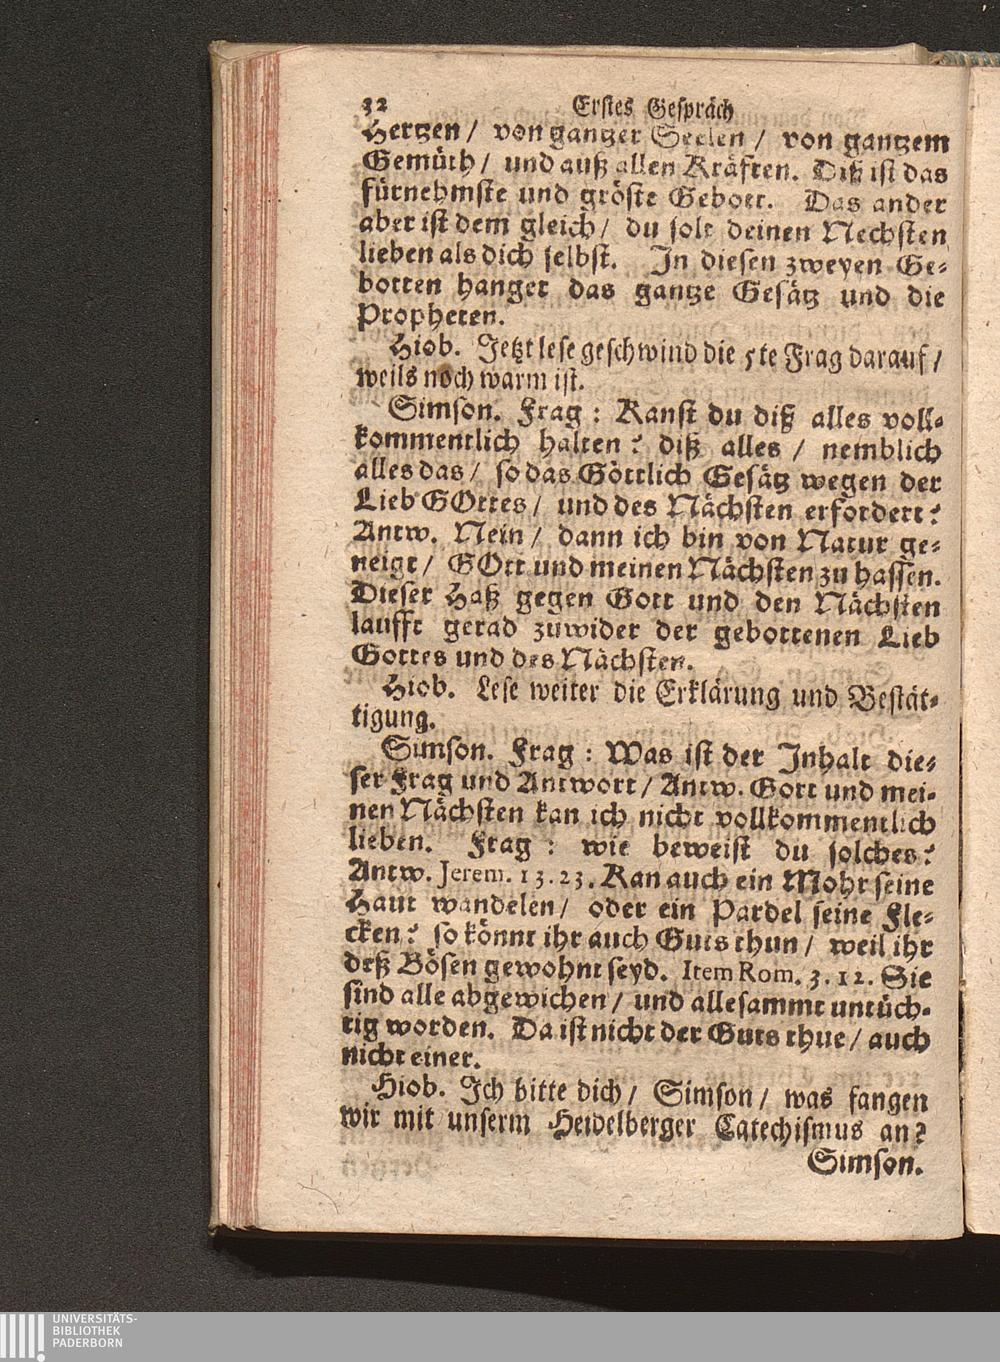 32 Erstes Gespräch
Hertzen / von gantzer Seelen / von gantzem
Gemüth / und auß allen Kräften. Diß ist das
fürnehmste und gröste Gebott. Das ander
aber ist dem gleich / du solt deinen Nechsten
lieben als dich selbst. In diesen zweyen Ge-
botten hanget das gantze Gesätz und die
Propheten.
Hiob. Jetzt lese geschwind die 5te Frag darauf /
weils noch warm ist.
Simson. Frag : Kanst du diß alles voll-
kommentlich halten? diß alles / nemblich
alles das / so das Göttlich Gesätz wegen der
Lieb GOttes / und des Nächsten erfordert?
Antw. Nein / dann ich bin von Natur ge-
neigt / GOtt und meinen Nächsten zu hassen.
Dieser Haß gegen Gott und den Nächsten
laufft gerad zuwider der gebottenen Lieb
Gottes und des Nächsten.
Hiob. Lese weiter die Erklärung und Bestät-
tigung.
Simson. Frag : Was ist der Inhalt die-
ser Frag und Antwort / Antw. Gott und mei-
nen Nächsten kan ich nicht vollkommentlich
lieben. Frag : wie beweist du solches?
Antw. Jerem. 13. 23. Kan auch ein Mohr seine
Haut wandelen / oder ein Pardel seine Fle-
cken? so könnt ihr auch Guts thun / weil ihr
deß Bösen gewohnt seyd. Item Rom. 3. 12. Sie
sind alle abgewichen / und allesammt untüch-
tig worden. Da ist nicht der Guts thue / auch
nicht einer.
Hiob. Ich bitte dich / Simson / was fangen
wir mit unserm Heidelberger Catechismus an?
Simson.
UNIVERSITÄTS-
BIBLIOTHEK
PADERBORN